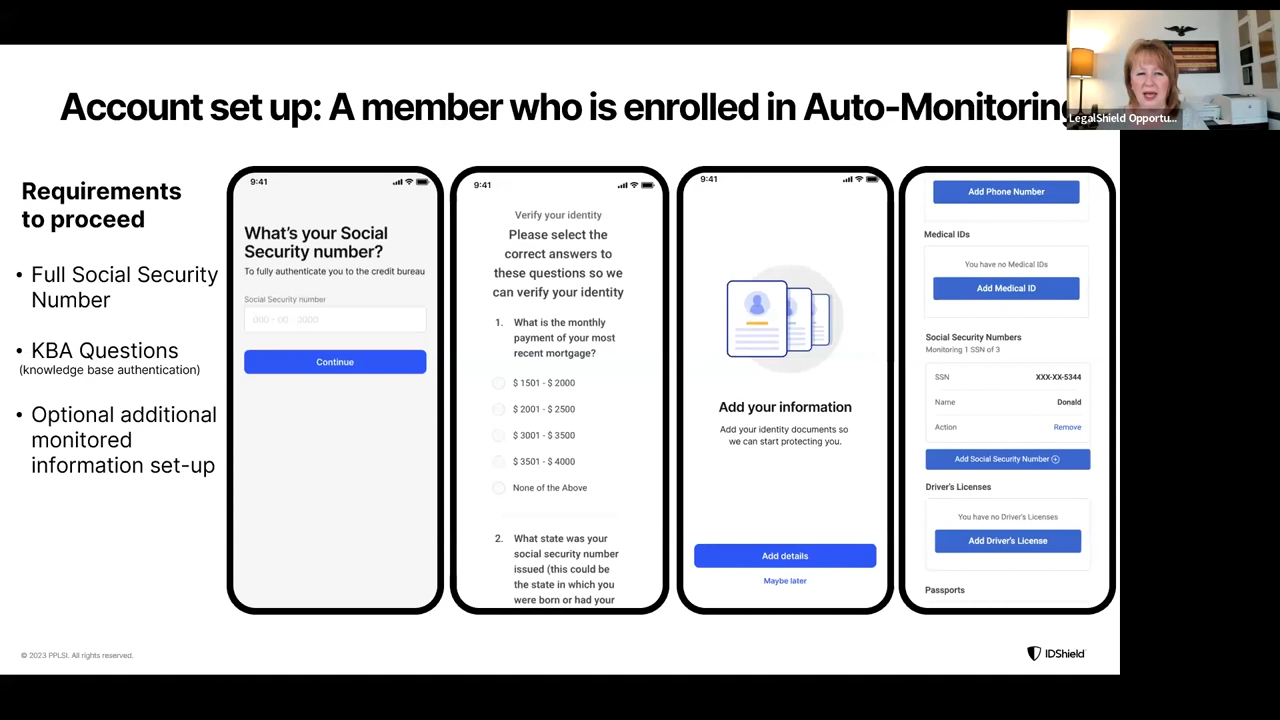 Account set up: A member who is enrolled in Auto-Monitoring
LegalShield Opportu...
Requirements
to proceed
• Full Social Security
Number
• KBA Questions
(knowledge base authentication)
• Optional additional
monitored
information set-up
9:41
What's your Social
Security number?
To fully authenticate you to the credit bureau
Social Security number
000 - 00 - 3000
Continue
9:41
Verify your identity
Please select the
correct answers to
these questions so we
can verify your identity
1. What is the monthly
payment of your most
recent mortgage?
$ 1501 - $ 2000
$ 2001 - $ 2500
$ 3001 - $ 3500
$ 3501 - $ 4000
None of the Above
2. What state was your
social security number
issued (this could be
the state in which you
were born or had your
9:41
Add your information
Add your identity documents so
we can start protecting you.
Add details
Maybe later
Add Phone Number
Medical IDs
You have no Medical IDs
Add Medical ID
Social Security Numbers
Monitoring 1 SSN of 3
SSN XXX-XX-5344
Name Donald
Action Remove
Add Social Security Number
Driver's Licenses
You have no Driver's Licenses
Add Driver's License
Passports
© 2023 PPLSI. All rights reserved.
IDShield